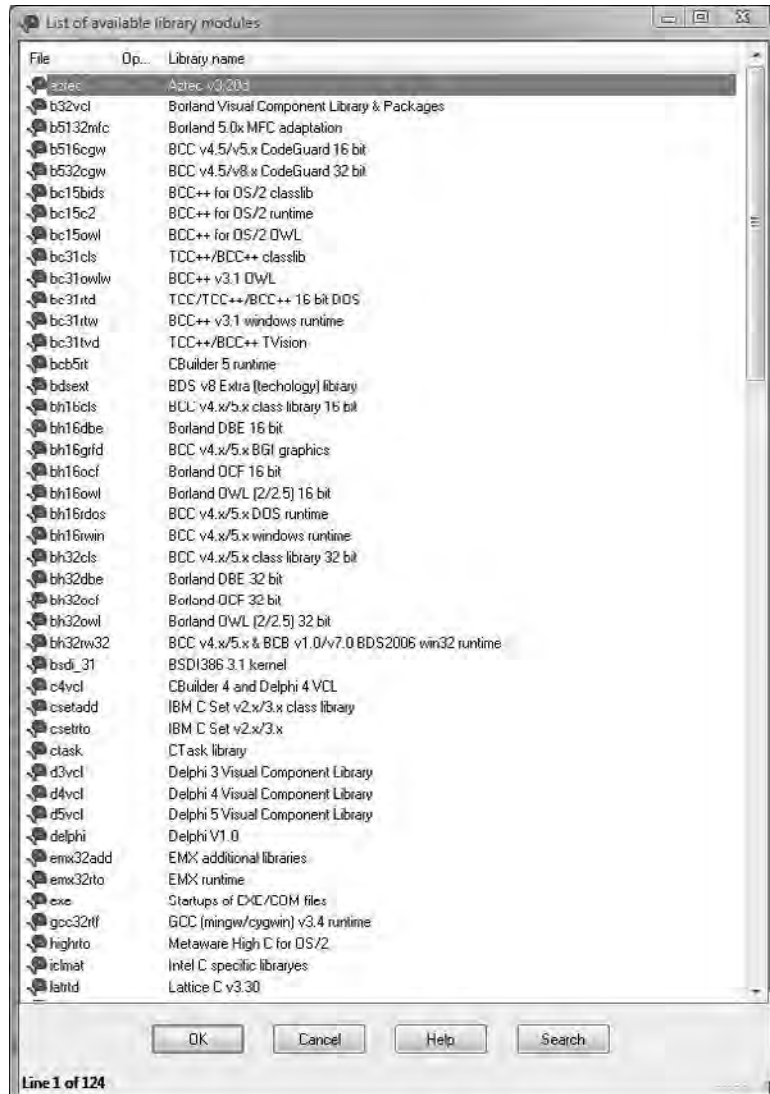 List of available library modules
File Op... Library name
aztec Aztec v3.20d
b32vcl Borland Visual Component Library & Packages
b5132mfc Borland 5.0x MFC adaptation
b516cgw BCC v4.5/v5.x CodeGuard 16 bit
b532cgw BCC v4.5/v8.x CodeGuard 32 bit
bc15bids BCC++ for OS/2 classlib
bc15c2 BCC++ for OS/2 runtime
bc15owl BCC++ for OS/2 OWL
bc31cls TCC++/BCC++ classlib
bc31owlw BCC++ v3.1 OWL
bc31rtd TCC/TCC++/BCC++ 16 bit DOS
bc31rtw BCC++ v3.1 windows runtime
bc31tvd TCC++/BCC++ TVision
bcb5rt CBuilder 5 runtime
bdsext BDS v8 Extra (techology) library
bh16cls BCC v4.x/5.x class library 16 bit
bh16dbe Borland DBE 16 bit
bh16grfd BCC v4.x/5.x BGI graphics
bh16ocf Borland OCF 16 bit
bh16owl Borland OWL (2/2.5) 16 bit
bh16rdos BCC v4.x/5.x DOS runtime
bh16rwin BCC v4.x/5.x windows runtime
bh32cls BCC v4.x/5.x class library 32 bit
bh32dbe Borland DBE 32 bit
bh32ocf Borland OCF 32 bit
bh32owl Borland OWL (2/2.5) 32 bit
bh32rw32 BCC v4.x/5.x & BCB v1.0/v7.0 BDS2006 win32 runtime
bsdi_31 BSDI386 3.1 kernel
c4vcl CBuilder 4 and Delphi 4 VCL
csetadd IBM C Set v2.x/3.x class library
csetrto IBM C Set v2.x/3.x
ctask CTask library
d3vcl Delphi 3 Visual Component Library
d4vcl Delphi 4 Visual Component Library
d5vcl Delphi 5 Visual Component Library
delphi Delphi V1.0
emx32add EMX additional libraries
emx32rto EMX runtime
exe Startups of EXE/COM files
gcc32rtf GCC (mingw/cygwin) v3.4 runtime
highrto Metaware High C for OS/2
iclmat Intel C specific libraryes
latrtd Lattice C v3.30
OK Cancel Help Search
Line 1 of 124